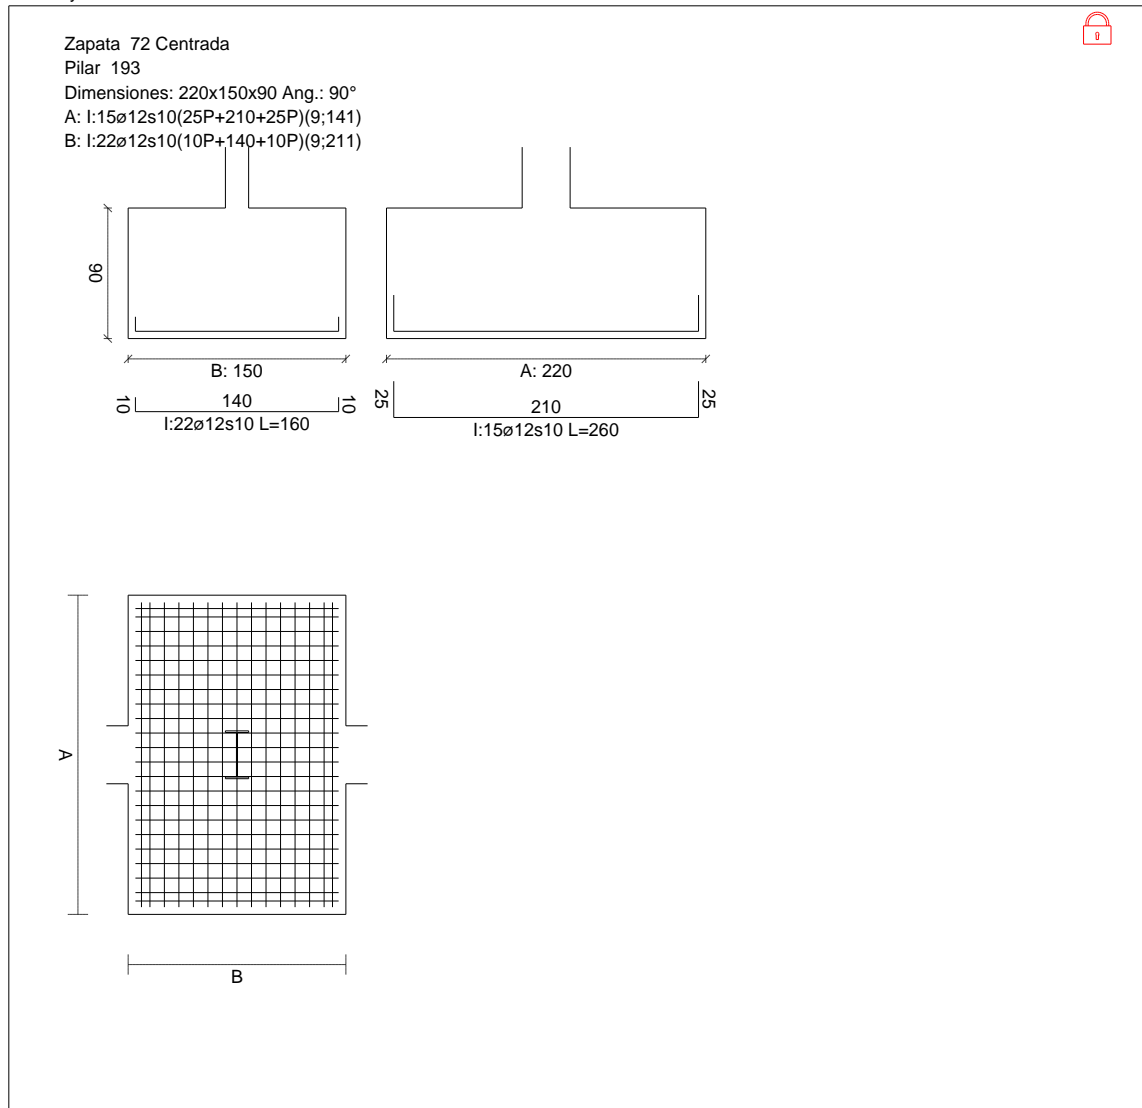 Zapata 72 Centrada
Pilar 193
Dimensiones: 220x150x90 Ang.: 90°
A: I:15ø12s10(25P+210+25P)(9;141)
B: I:22ø12s10(10P+140+10P)(9;211)
90
B: 150
A: 220
10 140 10
I:22ø12s10 L=160
25 210 25
I:15ø12s10 L=260
A
B